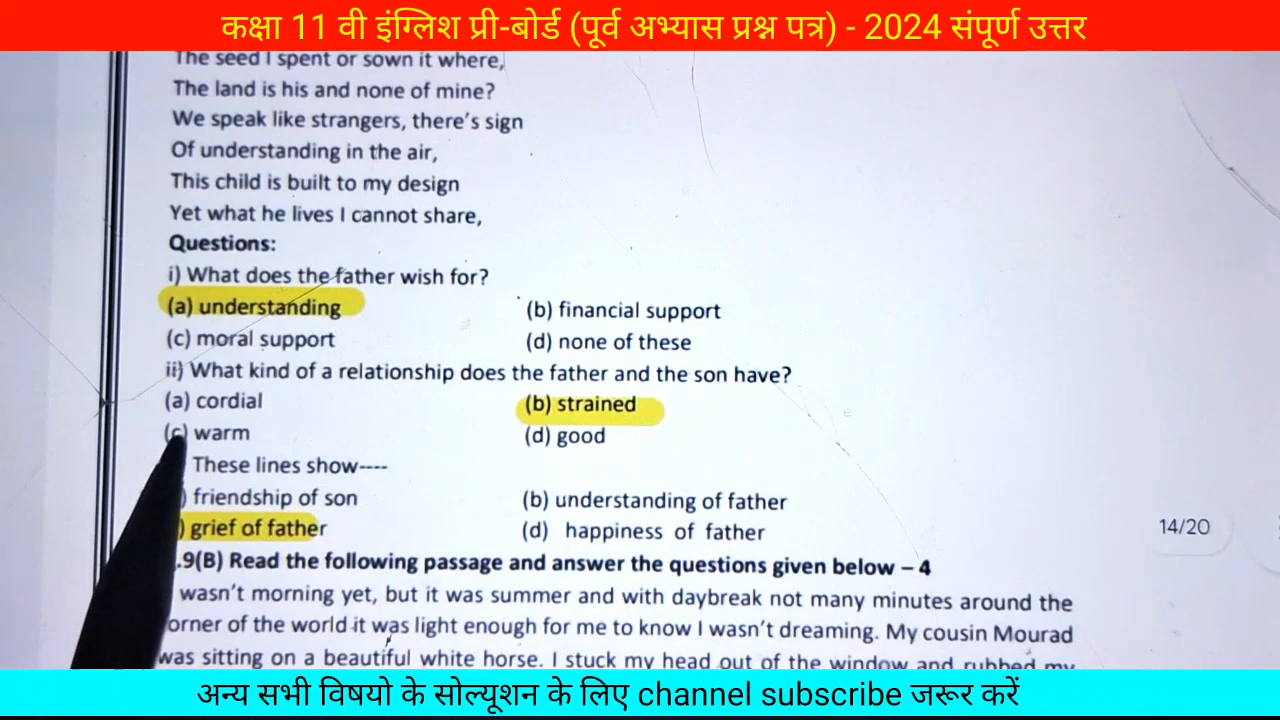 कक्षा 11 वी इंग्लिश प्री-बोर्ड (पूर्व अभ्यास प्रश्न पत्र) - 2024 संपूर्ण उत्तर
The seed I spent or sown it where,
The land is his and none of mine?
We speak like strangers, there's sign
Of understanding in the air,
This child is built to my design
Yet what he lives I cannot share,
Questions:
i) What does the father wish for?
(a) understanding (b) financial support
(c) moral support (d) none of these
ii) What kind of a relationship does the father and the son have?
(a) cordial (b) strained
(c) warm (d) good
These lines show----
) friendship of son (b) understanding of father
) grief of father (d) happiness of father
.9(B) Read the following passage and answer the questions given below – 4
wasn't morning yet, but it was summer and with daybreak not many minutes around the
orner of the world it was light enough for me to know I wasn't dreaming. My cousin Mourad
was sitting on a beautiful white horse. I stuck my head out of the window and rubbed my
14/20
अन्य सभी विषयो के सोल्यूशन के लिए channel subscribe जरूर करें